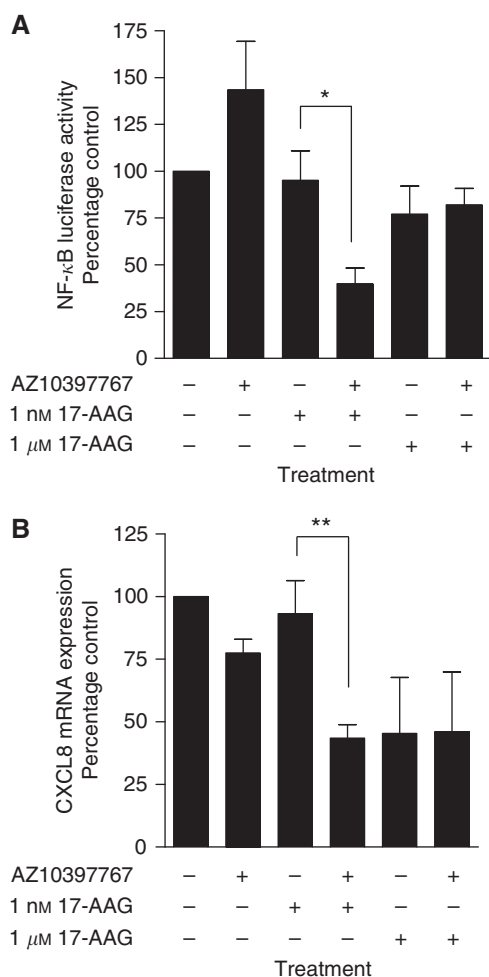 A
NF-κB luciferase activity
Percentage control
175
150
125
100
75
50
25
0
*
AZ10397767 – + – + – +
1 nM 17-AAG – – + + – –
1 μM 17-AAG – – – – + +
Treatment
B
CXCL8 mRNA expression
Percentage control
125
100
75
50
25
0
**
AZ10397767 – + – + – +
1 nM 17-AAG – – + + – –
1 μM 17-AAG – – – – + +
Treatment